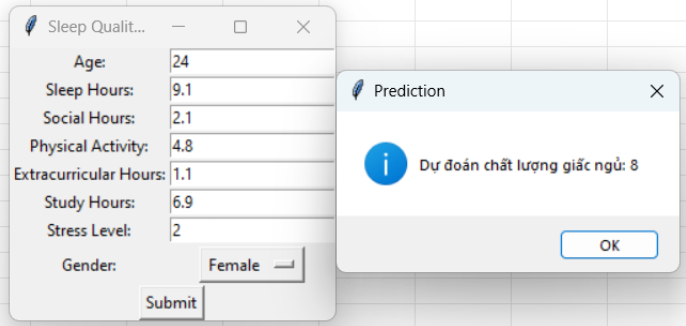 Sleep Qualit...
Age: 24
Sleep Hours: 9.1
Social Hours: 2.1
Physical Activity: 4.8
Extracurricular Hours: 1.1
Study Hours: 6.9
Stress Level: 2
Gender: Female
Submit
Prediction
Dự đoán chất lượng giấc ngủ: 8
OK